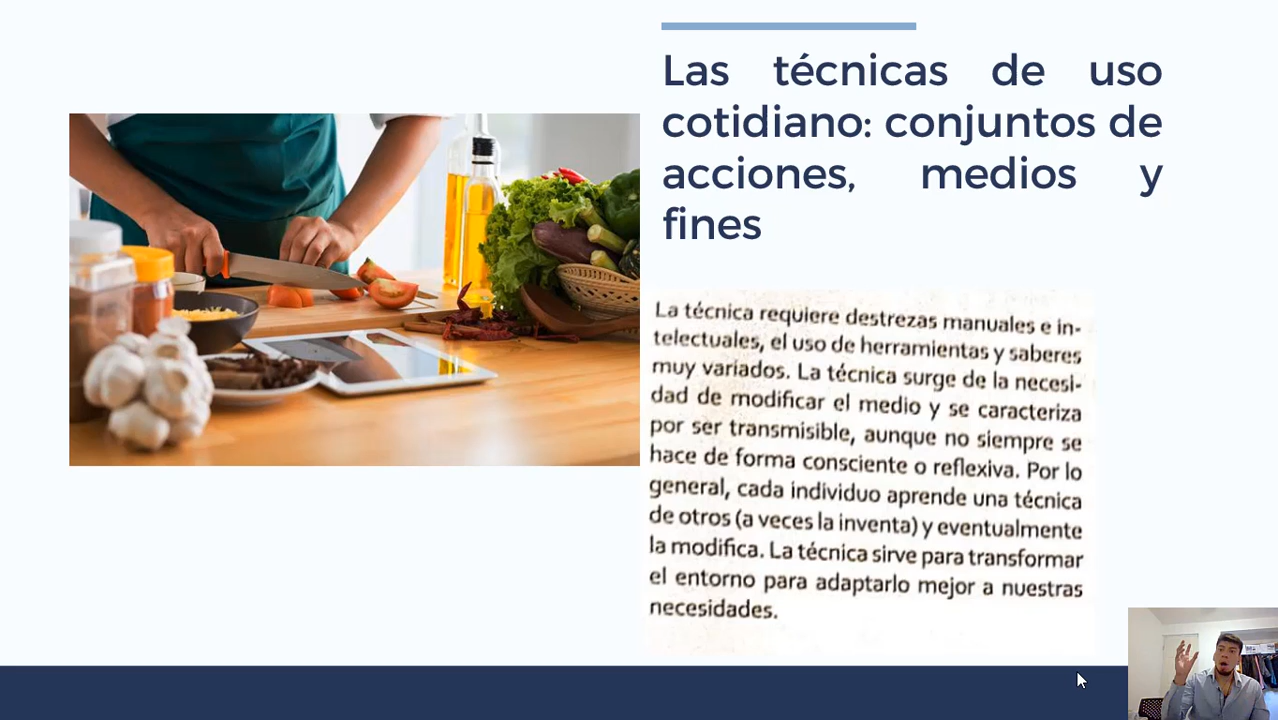 Las técnicas de uso
cotidiano: conjuntos de
acciones, medios y
fines
La técnica requiere destrezas manuales e in-
telectuales, el uso de herramientas y saberes
muy variados. La técnica surge de la necesi-
dad de modificar el medio y se caracteriza
por ser transmisible, aunque no siempre se
hace de forma consciente o reflexiva. Por lo
general, cada individuo aprende una técnica
de otros (a veces la inventa) y eventualmente
la modifica. La técnica sirve para transformar
el entorno para adaptarlo mejor a nuestras
necesidades.